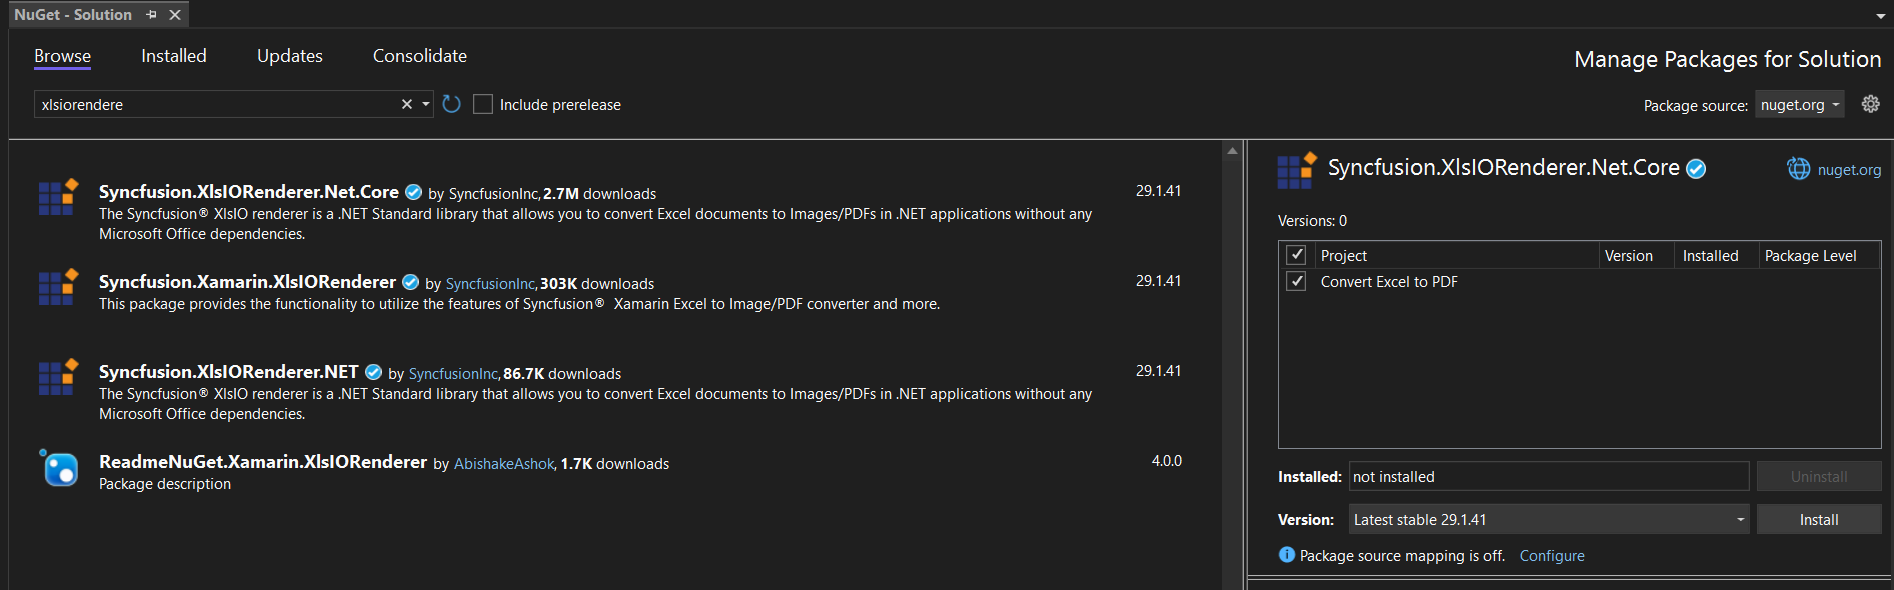 NuGet - Solution
Browse Installed Updates Consolidate
Manage Packages for Solution
xlsiorendere
Include prerelease
Package source: nuget.org
Syncfusion.XlsIORenderer.Net.Core by SyncfusionInc, 2.7M downloads 29.1.41
The Syncfusion® XlsIO renderer is a .NET Standard library that allows you to convert Excel documents to Images/PDFs in .NET applications without any
Microsoft Office dependencies.
Syncfusion.Xamarin.XlsIORenderer by SyncfusionInc, 303K downloads 29.1.41
This package provides the functionality to utilize the features of Syncfusion® Xamarin Excel to Image/PDF converter and more.
Syncfusion.XlsIORenderer.NET by SyncfusionInc, 86.7K downloads 29.1.41
The Syncfusion® XlsIO renderer is a .NET Standard library that allows you to convert Excel documents to Images/PDFs in .NET applications without any
Microsoft Office dependencies.
ReadmeNuGet.Xamarin.XlsIORenderer by AbishakeAshok, 1.7K downloads 4.0.0
Package description
Syncfusion.XlsIORenderer.Net.Core nuget.org
Versions: 0
Project Version Installed Package Level
Convert Excel to PDF
Installed: not installed Uninstall
Version: Latest stable 29.1.41 Install
Package source mapping is off. Configure